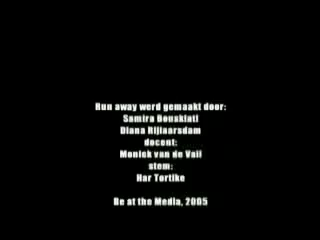 Run away werd gemaakt door:
Samira Bousklati
Diana Rijlaarsdam
docent:
Moniek van de Vall
stem:
Har Tortike
Be at the Media, 2005